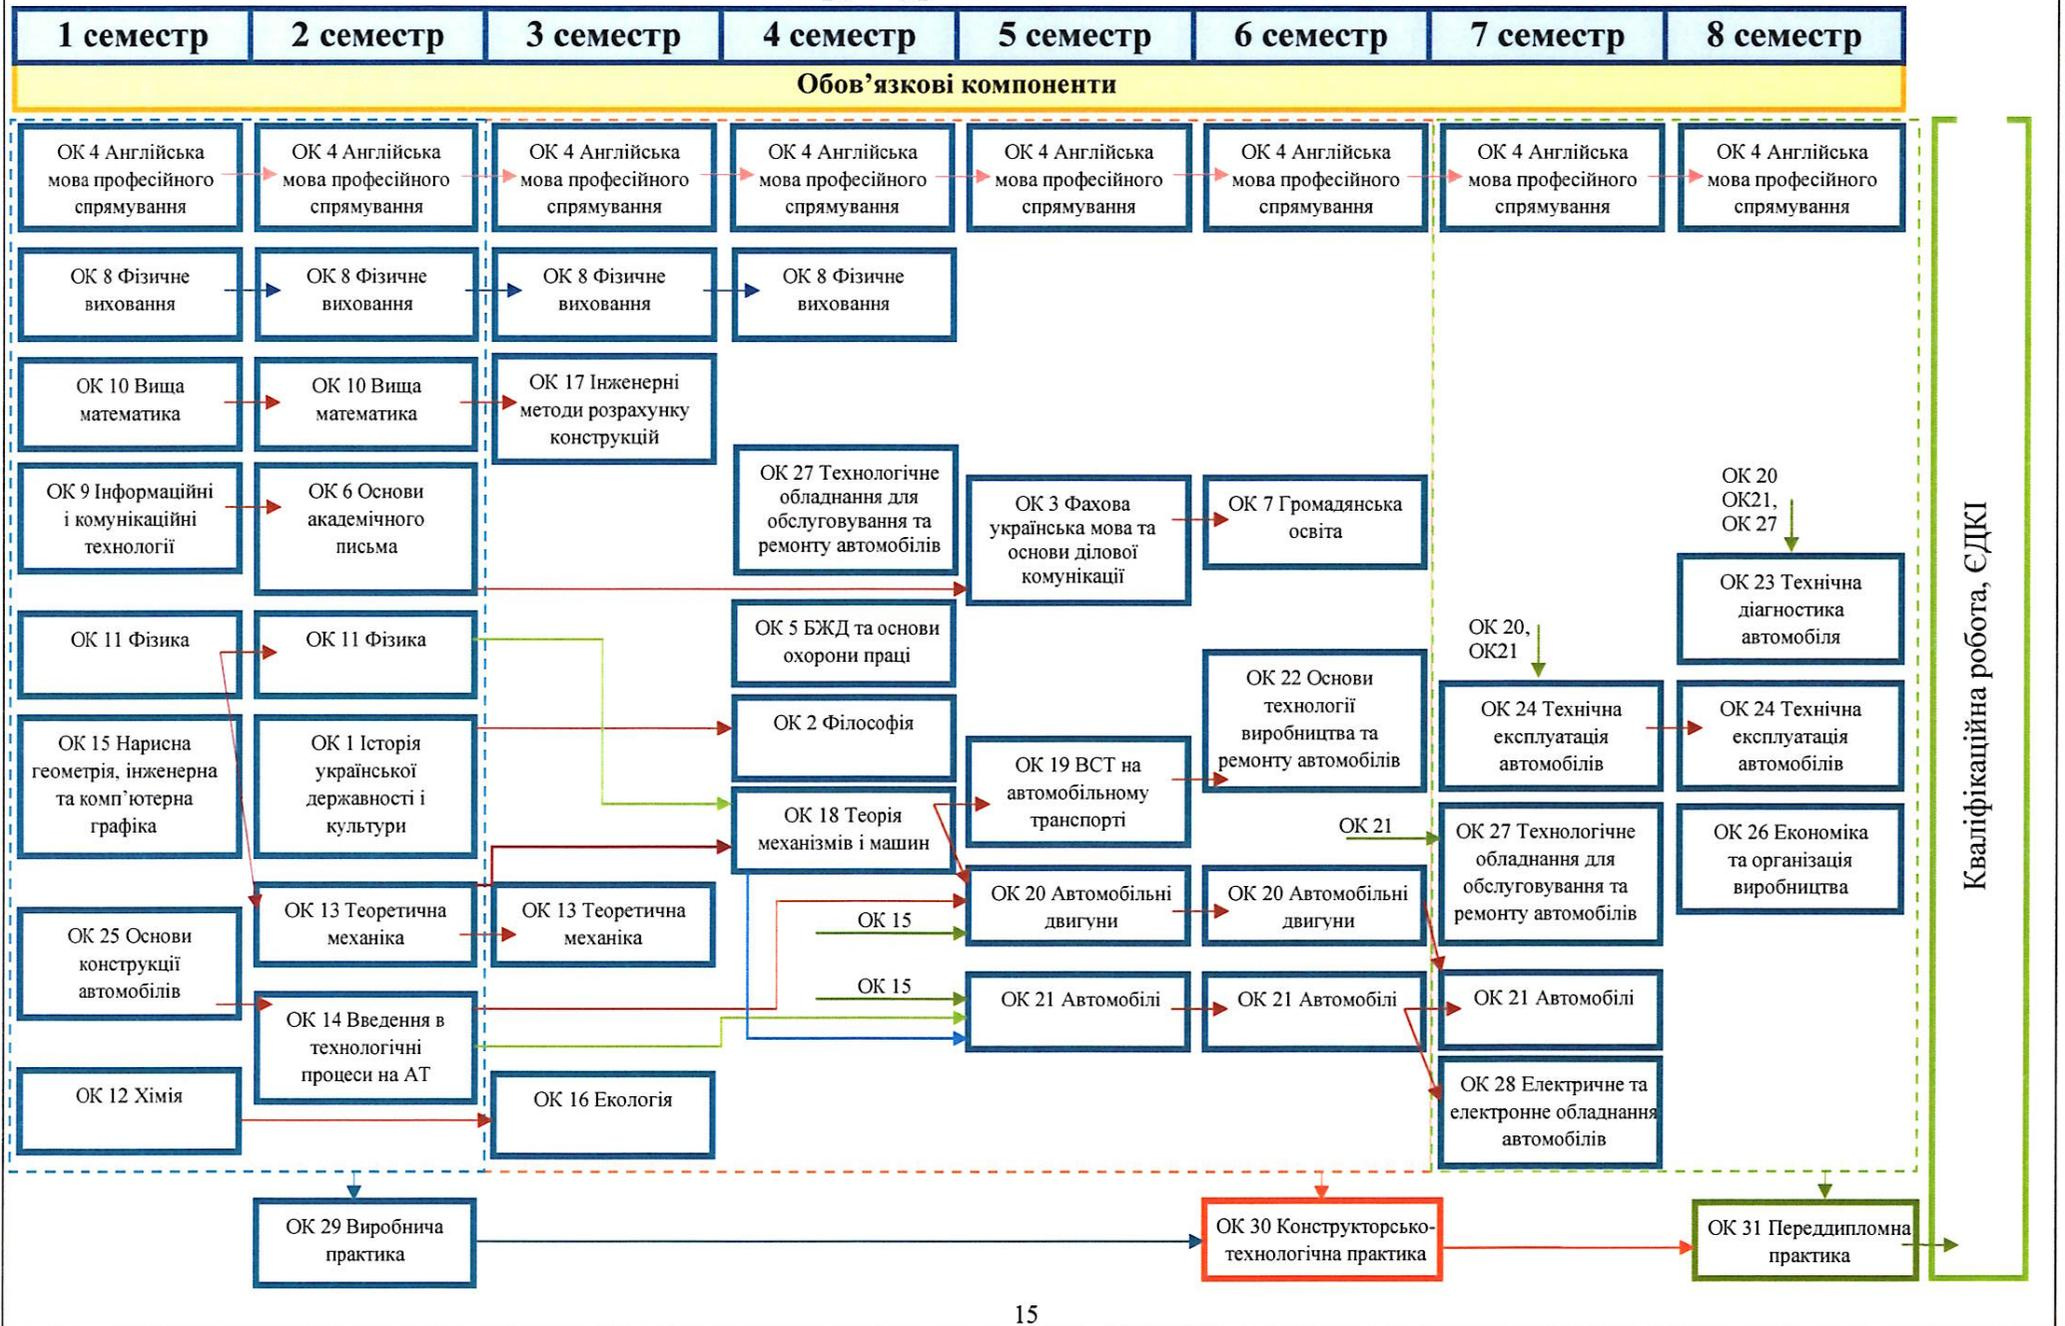 1 семестр
2 семестр
3 семестр
4 семестр
5 семестр
6 семестр
7 семестр
8 семестр
Обов’язкові компоненти
ОК 4 Англійська
мова професійного
спрямування
ОК 4 Англійська
мова професійного
спрямування
ОК 4 Англійська
мова професійного
спрямування
ОК 4 Англійська
мова професійного
спрямування
ОК 4 Англійська
мова професійного
спрямування
ОК 4 Англійська
мова професійного
спрямування
ОК 4 Англійська
мова професійного
спрямування
ОК 4 Англійська
мова професійного
спрямування
ОК 8 Фізичне
виховання
ОК 8 Фізичне
виховання
ОК 8 Фізичне
виховання
ОК 8 Фізичне
виховання
ОК 10 Вища
математика
ОК 10 Вища
математика
ОК 17 Інженерні
методи розрахунку
конструкцій
ОК 9 Інформаційні
і комунікаційні
технології
ОК 6 Основи
академічного
письма
ОК 27 Технологічне
обладнання для
обслуговування та
ремонту автомобілів
ОК 3 Фахова
українська мова та
основи ділової
комунікації
ОК 7 Громадянська
освіта
ОК 20
ОК21,
ОК 27
ОК 23 Технічна
діагностика
автомобіля
ОК 11 Фізика
ОК 11 Фізика
ОК 5 БЖД та основи
охорони праці
ОК 20,
ОК21
ОК 2 Філософія
ОК 22 Основи
технології
виробництва та
ремонту автомобілів
ОК 24 Технічна
експлуатація
автомобілів
ОК 24 Технічна
експлуатація
автомобілів
ОК 15 Нарисна
геометрія, інженерна
та комп’ютерна
графіка
ОК 1 Історія
української
державності і
культури
ОК 18 Теорія
механізмів і машин
ОК 19 ВСТ на
автомобільному
транспорті
ОК 21
ОК 27 Технологічне
обладнання для
обслуговування та
ремонту автомобілів
ОК 26 Економіка
та організація
виробництва
ОК 25 Основи
конструкції
автомобілів
ОК 13 Теоретична
механіка
ОК 13 Теоретична
механіка
ОК 15
ОК 20 Автомобільні
двигуни
ОК 20 Автомобільні
двигуни
ОК 14 Введення в
технологічні
процеси на АТ
ОК 15
ОК 21 Автомобілі
ОК 21 Автомобілі
ОК 21 Автомобілі
ОК 12 Хімія
ОК 16 Екологія
ОК 28 Електричне та
електронне обладнання
автомобілів
ОК 29 Виробнича
практика
ОК 30 Конструкторсько-
технологічна практика
ОК 31 Переддипломна
практика
Кваліфікаційна робота, ЄДКІ
15